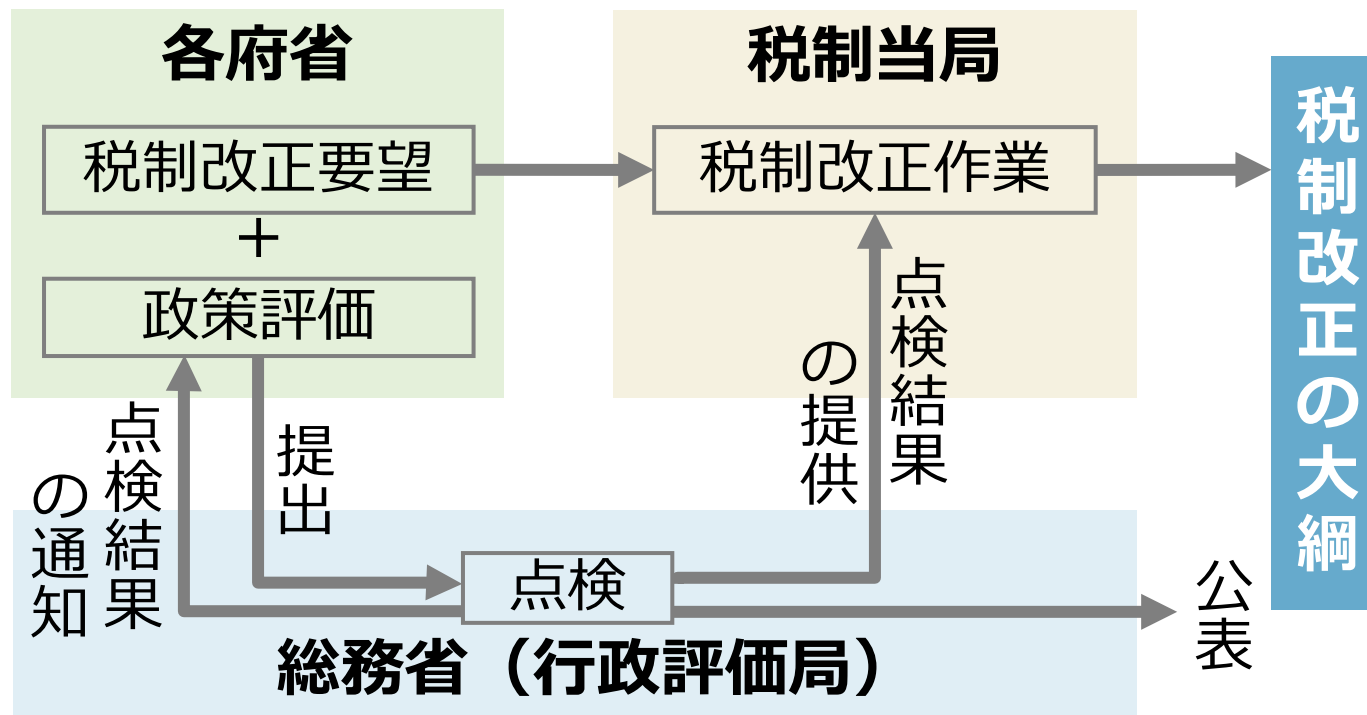 各府省
税制改正要望
+
政策評価
税制当局
税制改正作業
税制改正の大綱
点検結果
の通知
提出
点検結果
の提供
点検
公表
総務省（行政評価局）